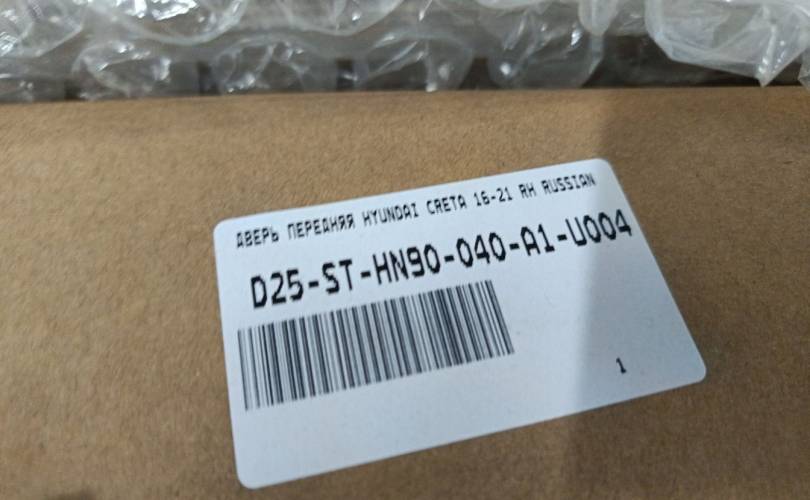 ДВЕРЬ ПЕРЕДНЯЯ HYUNDAI CRETA 16-21 RH RUSSIAN
D25-ST-HN90-040-A1-U004
1